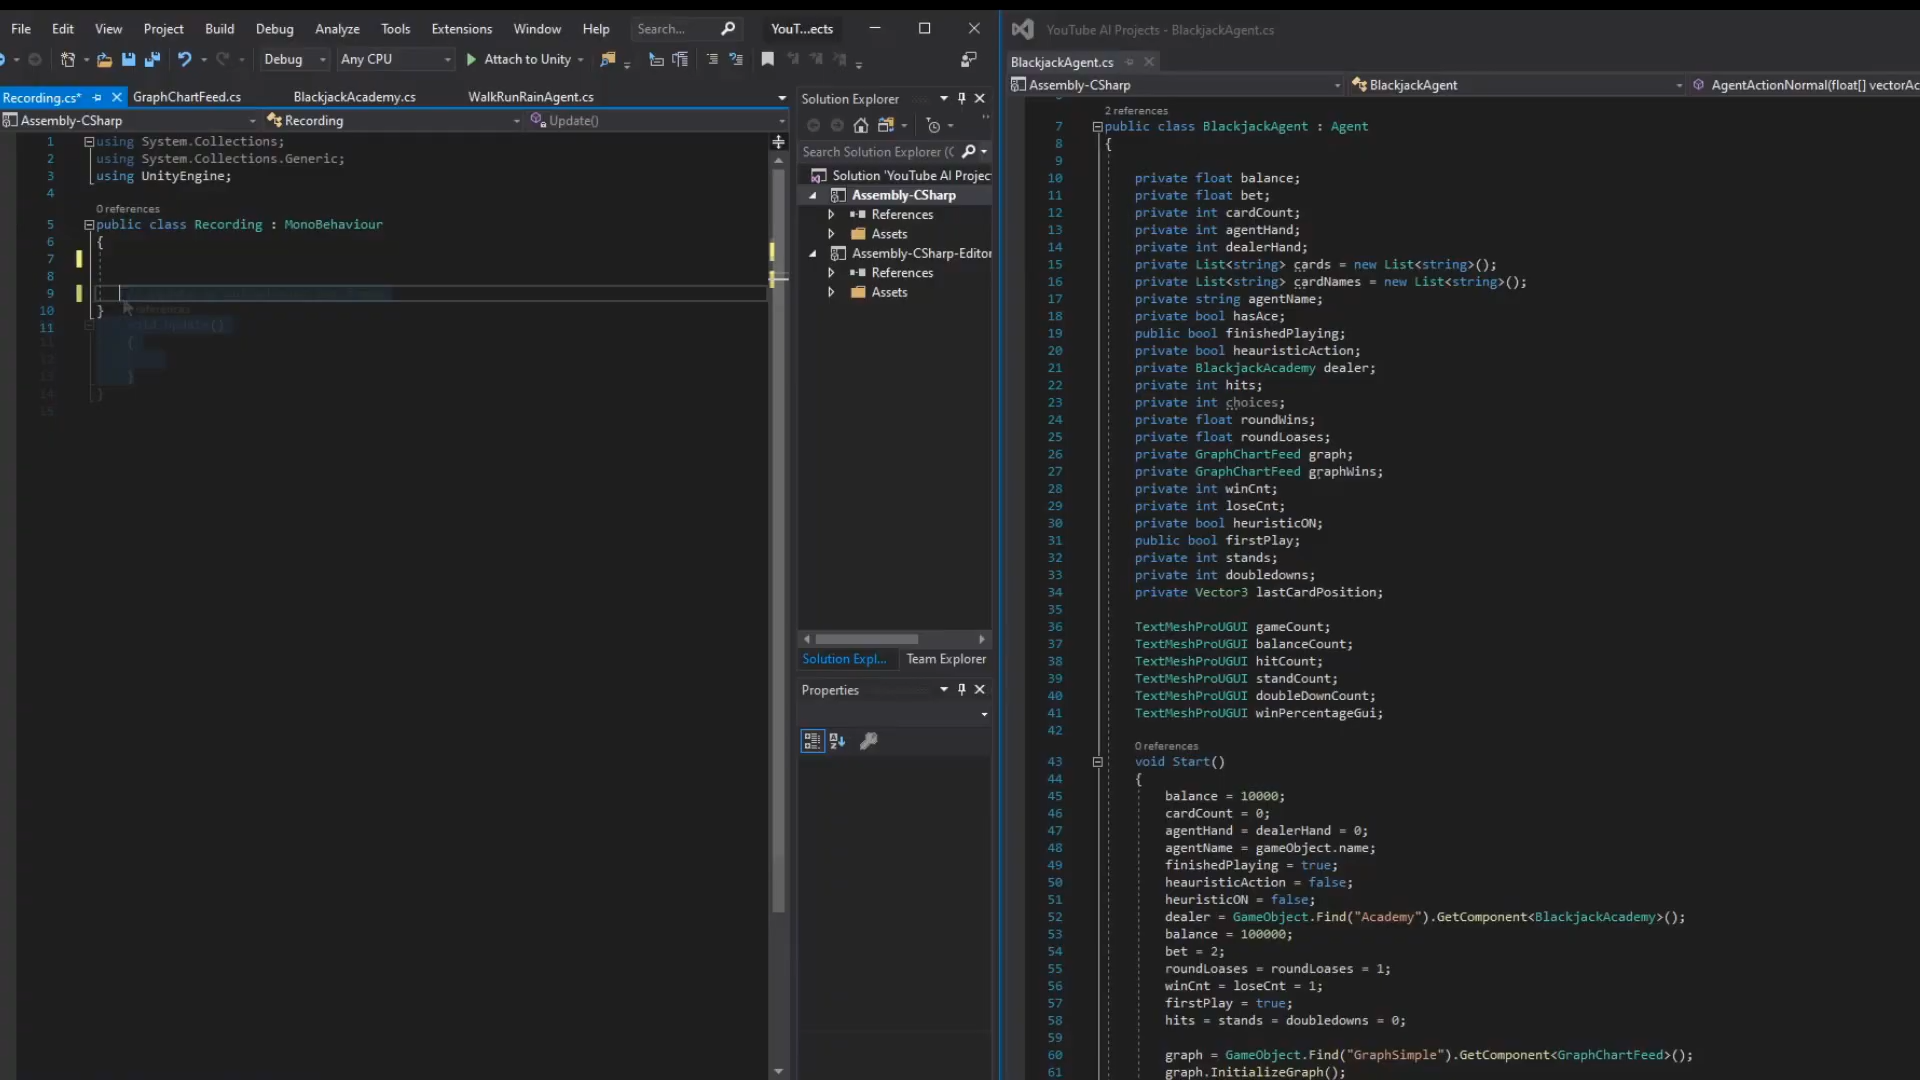 File Edit View Project Build Debug Analyze Tools Extensions Window Help Search... YouT...ects
Debug Any CPU Attach to Unity
Recording.cs* GraphChartFeed.cs BlackjackAcademy.cs WalkRunRainAgent.cs
Assembly-CSharp Recording Update()
1 using System.Collections;
2 using System.Collections.Generic;
3 using UnityEngine;
4
0 references
5 public class Recording : MonoBehaviour
6 {
7
8
9
10 }
references
11 void Update()
11 {
12
13 }
14 }
15
Solution Explorer
Search Solution Explorer (C
Solution 'YouTube AI Project
Assembly-CSharp
References
Assets
Assembly-CSharp-Editor
References
Assets
Solution Expl... Team Explorer
Properties
YouTube AI Projects - BlackjackAgent.cs
BlackjackAgent.cs
Assembly-CSharp BlackjackAgent AgentActionNormal(float[] vectorAc
2 references
7 public class BlackjackAgent : Agent
8 {
9
10 private float balance;
11 private float bet;
12 private int cardCount;
13 private int agentHand;
14 private int dealerHand;
15 private List<string> cards = new List<string>();
16 private List<string> cardNames = new List<string>();
17 private string agentName;
18 private bool hasAce;
19 public bool finishedPlaying;
20 private bool heauristicAction;
21 private BlackjackAcademy dealer;
22 private int hits;
23 private int choices;
24 private float roundWins;
25 private float roundLoases;
26 private GraphChartFeed graph;
27 private GraphChartFeed graphWins;
28 private int winCnt;
29 private int loseCnt;
30 private bool heuristicON;
31 public bool firstPlay;
32 private int stands;
33 private int doubledowns;
34 private Vector3 lastCardPosition;
35
36 TextMeshProUGUI gameCount;
37 TextMeshProUGUI balanceCount;
38 TextMeshProUGUI hitCount;
39 TextMeshProUGUI standCount;
40 TextMeshProUGUI doubleDownCount;
41 TextMeshProUGUI winPercentageGui;
42
0 references
43 void Start()
44 {
45 balance = 10000;
46 cardCount = 0;
47 agentHand = dealerHand = 0;
48 agentName = gameObject.name;
49 finishedPlaying = true;
50 heauristicAction = false;
51 heuristicON = false;
52 dealer = GameObject.Find("Academy").GetComponent<BlackjackAcademy>();
53 balance = 100000;
54 bet = 2;
55 roundLoases = roundLoases = 1;
56 winCnt = loseCnt = 1;
57 firstPlay = true;
58 hits = stands = doubledowns = 0;
59
60 graph = GameObject.Find("GraphSimple").GetComponent<GraphChartFeed>();
61 graph.InitializeGraph();